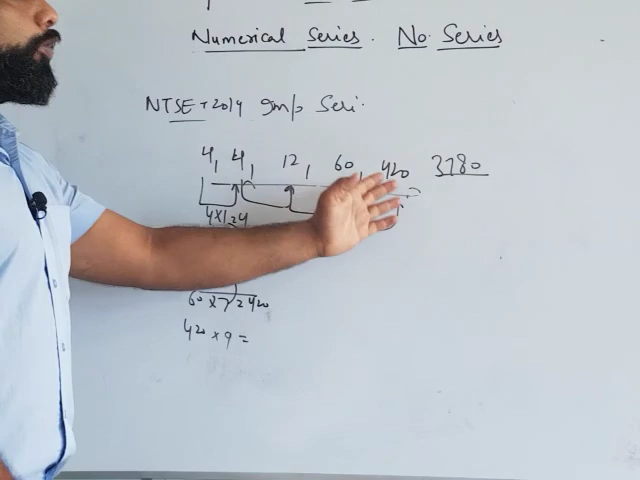 Numerical Series. No. Series
NTSE → 2019 Imp Seri.
4, 4, 12, 60, 420 3780
4×1=4
60×7=420
420×9=